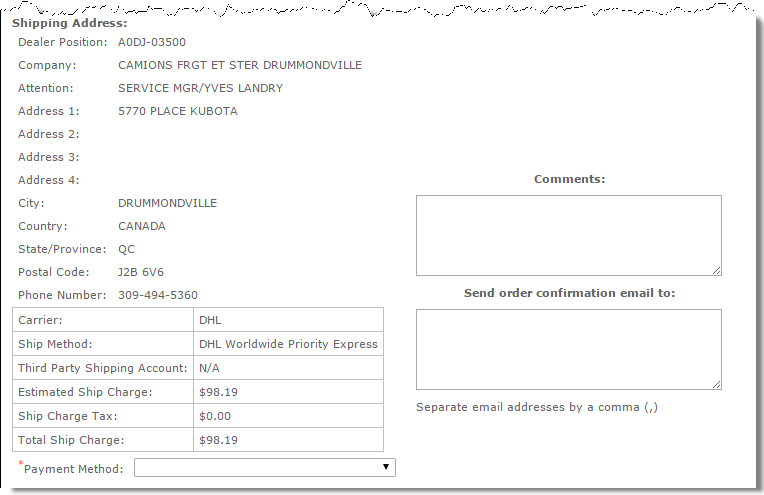 Shipping Address:
Dealer Position: A0DJ-03500
Company: CAMIONS FRGT ET STER DRUMMONDVILLE
Attention: SERVICE MGR/YVES LANDRY
Address 1: 5770 PLACE KUBOTA
Address 2:
Address 3:
Address 4:
City: DRUMMONDVILLE
Country: CANADA
State/Province: QC
Postal Code: J2B 6V6
Phone Number: 309-494-5360
Carrier: DHL
Ship Method: DHL Worldwide Priority Express
Third Party Shipping Account: N/A
Estimated Ship Charge: $98.19
Ship Charge Tax: $0.00
Total Ship Charge: $98.19
*Payment Method:
Comments:
Send order confirmation email to:
Separate email addresses by a comma (,)